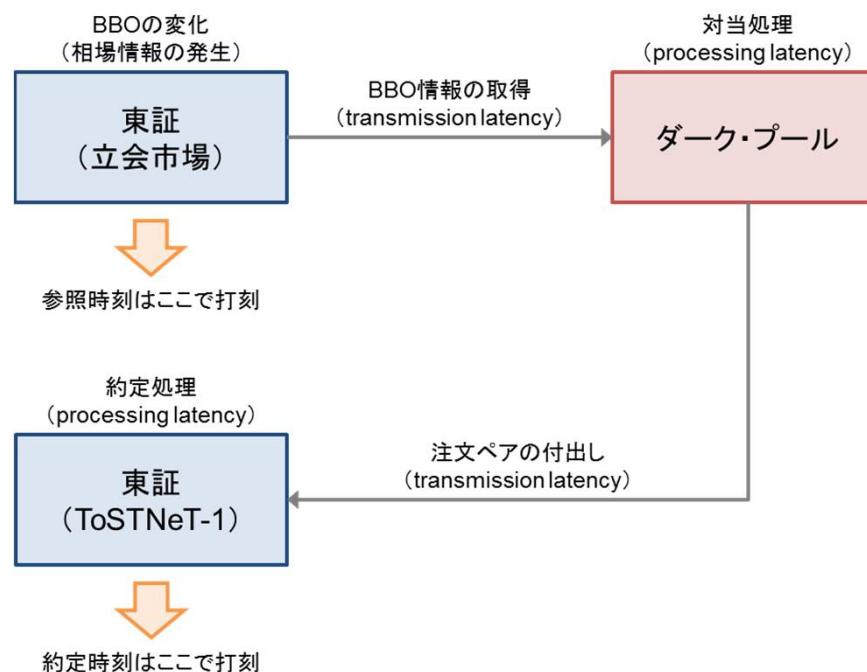 BBOの変化
（相場情報の発生）
東証
（立会市場）
BBO情報の取得
（transmission latency）
対当処理
（processing latency）
ダーク・プール
参照時刻はここで打刻
約定処理
（processing latency）
東証
（ToSTNeT-1）
注文ペアの付出し
（transmission latency）
約定時刻はここで打刻